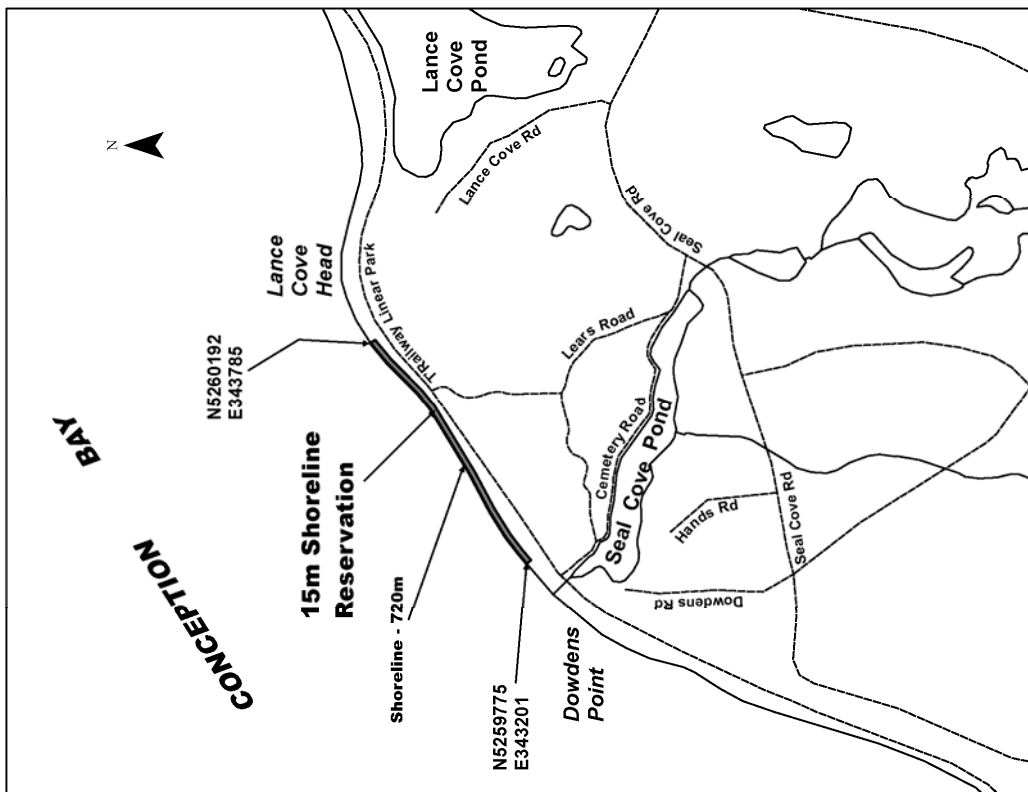 N
Lance
Cove
Pond
Lance Cove Rd
Seal Cove Rd
Lance
Cove
Head
T'Railway Linear Park
N5260192
E343785
BAY
CONCEPTION
15m Shoreline
Reservation
Shoreline - 720m
Lears Road
Cemetery Road
Seal Cove Pond
Hands Rd
Seal Cove Rd
Dowdens Rd
N5259775
E343201
Dowdens
Point